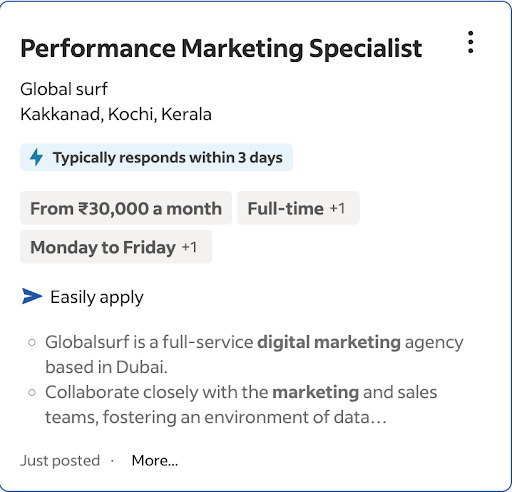 Performance Marketing Specialist
Global surf
Kakkanad, Kochi, Kerala
Typically responds within 3 days
From ₹30,000 a month
Full-time +1
Monday to Friday +1
Easily apply
Globalsurf is a full-service digital marketing agency
based in Dubai.
Collaborate closely with the marketing and sales
teams, fostering an environment of data…
Just posted · More...